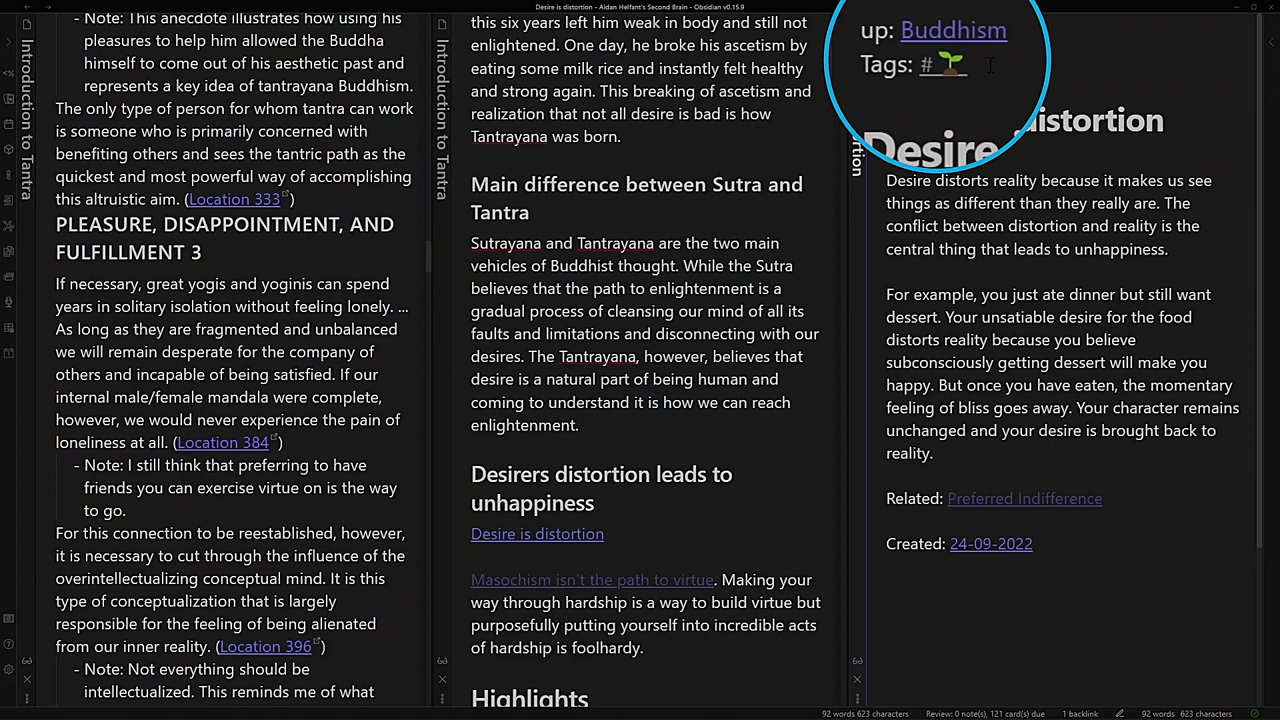 Desire is distortion - Aidan Helfant's Second Brain - Obsidian v0.15.9
Introduction to Tantra
- Note: This anecdote illustrates how using his
pleasures to help him allowed the Buddha
himself to come out of his aesthetic past and
represents a key idea of tantrayana Buddhism.
The only type of person for whom tantra can work
is someone who is primarily concerned with
benefiting others and sees the tantric path as the
quickest and most powerful way of accomplishing
this altruistic aim. (Location 333)
PLEASURE, DISAPPOINTMENT, AND
FULFILLMENT 3
If necessary, great yogis and yoginis can spend
years in solitary isolation without feeling lonely. ...
As long as they are fragmented and unbalanced
we will remain desperate for the company of
others and incapable of being satisfied. If our
internal male/female mandala were complete,
however, we would never experience the pain of
loneliness at all. (Location 384)
- Note: I still think that preferring to have
friends you can exercise virtue on is the way
to go.
For this connection to be reestablished, however,
it is necessary to cut through the influence of the
overintellectualizing conceptual mind. It is this
type of conceptualization that is largely
responsible for the feeling of being alienated
from our inner reality. (Location 396)
- Note: Not everything should be
intellectualized. This reminds me of what
Introduction to Tantra
this six years left him weak in body and still not
enlightened. One day, he broke his ascetism by
eating some milk rice and instantly felt healthy
and strong again. This breaking of ascetism and
realization that not all desire is bad is how
Tantrayana was born.
Main difference between Sutra and
Tantra
Sutrayana and Tantrayana are the two main
vehicles of Buddhist thought. While the Sutra
believes that the path to enlightenment is a
gradual process of cleansing our mind of all its
faults and limitations and disconnecting with our
desires. The Tantrayana, however, believes that
desire is a natural part of being human and
coming to understand it is how we can reach
enlightenment.
Desirers distortion leads to
unhappiness
Desire is distortion
Masochism isn't the path to virtue. Making your
way through hardship is a way to build virtue but
purposefully putting yourself into incredible acts
of hardship is foolhardy.
Highlights
ortion
up: Buddhism
Tags: #🌱
Desire distortion
Desire distorts reality because it makes us see
things as different than they really are. The
conflict between distortion and reality is the
central thing that leads to unhappiness.
For example, you just ate dinner but still want
dessert. Your unsatiable desire for the food
distorts reality because you believe
subconsciously getting dessert will make you
happy. But once you have eaten, the momentary
feeling of bliss goes away. Your character remains
unchanged and your desire is brought back to
reality.
Related: Preferred Indifference
Created: 24-09-2022
92 words 623 characters Review: 0 note(s), 121 card(s) due 1 backlink 92 words 623 characters